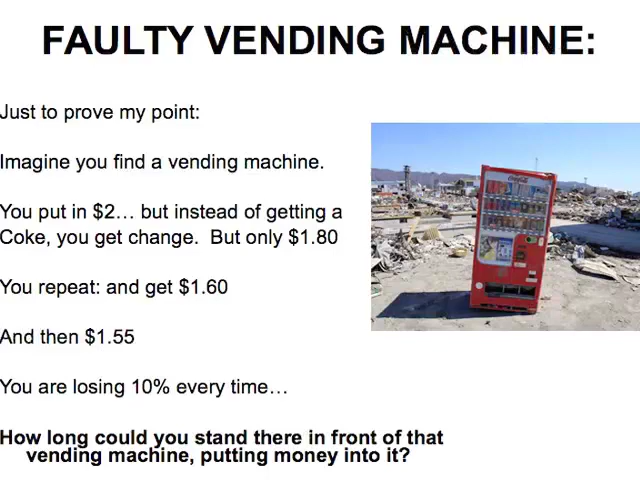 FAULTY VENDING MACHINE:
Just to prove my point:
Imagine you find a vending machine.
You put in $2… but instead of getting a
Coke, you get change.  But only $1.80
You repeat: and get $1.60
And then $1.55
You are losing 10% every time…
How long could you stand there in front of that
vending machine, putting money into it?
Coca-Cola